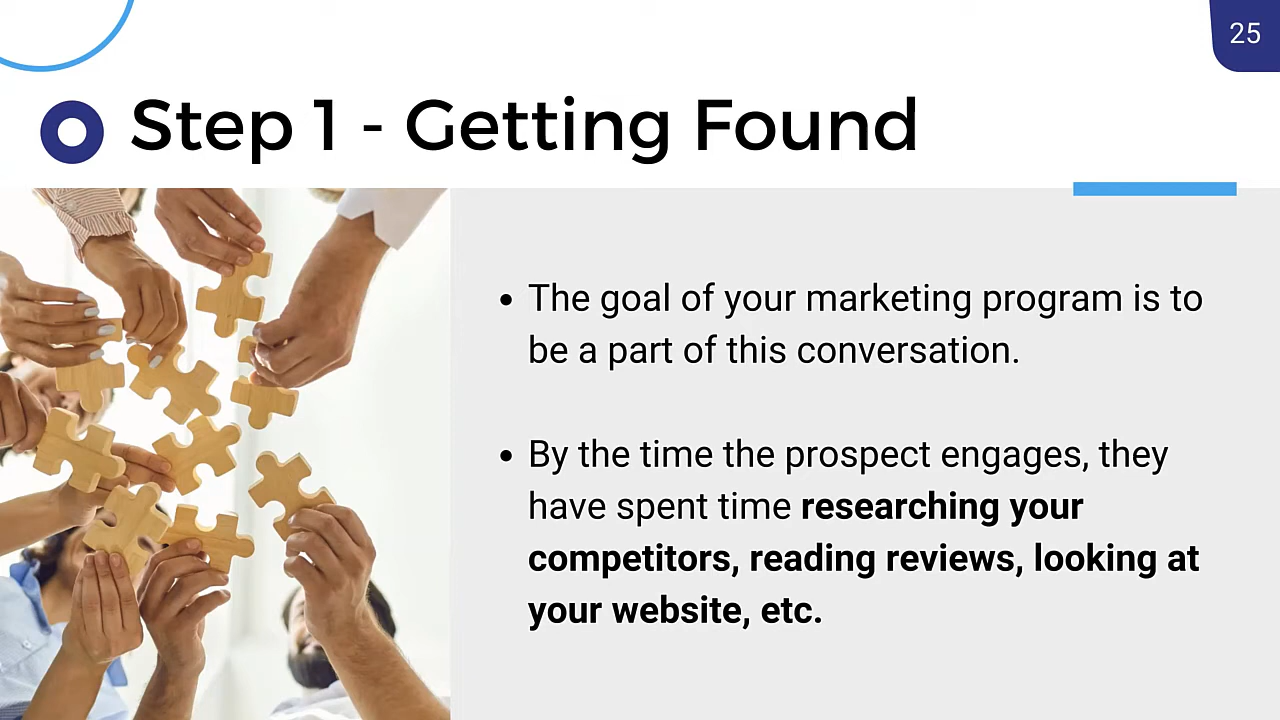 25
Step 1 - Getting Found
• The goal of your marketing program is to
be a part of this conversation.
• By the time the prospect engages, they
have spent time researching your
competitors, reading reviews, looking at
your website, etc.